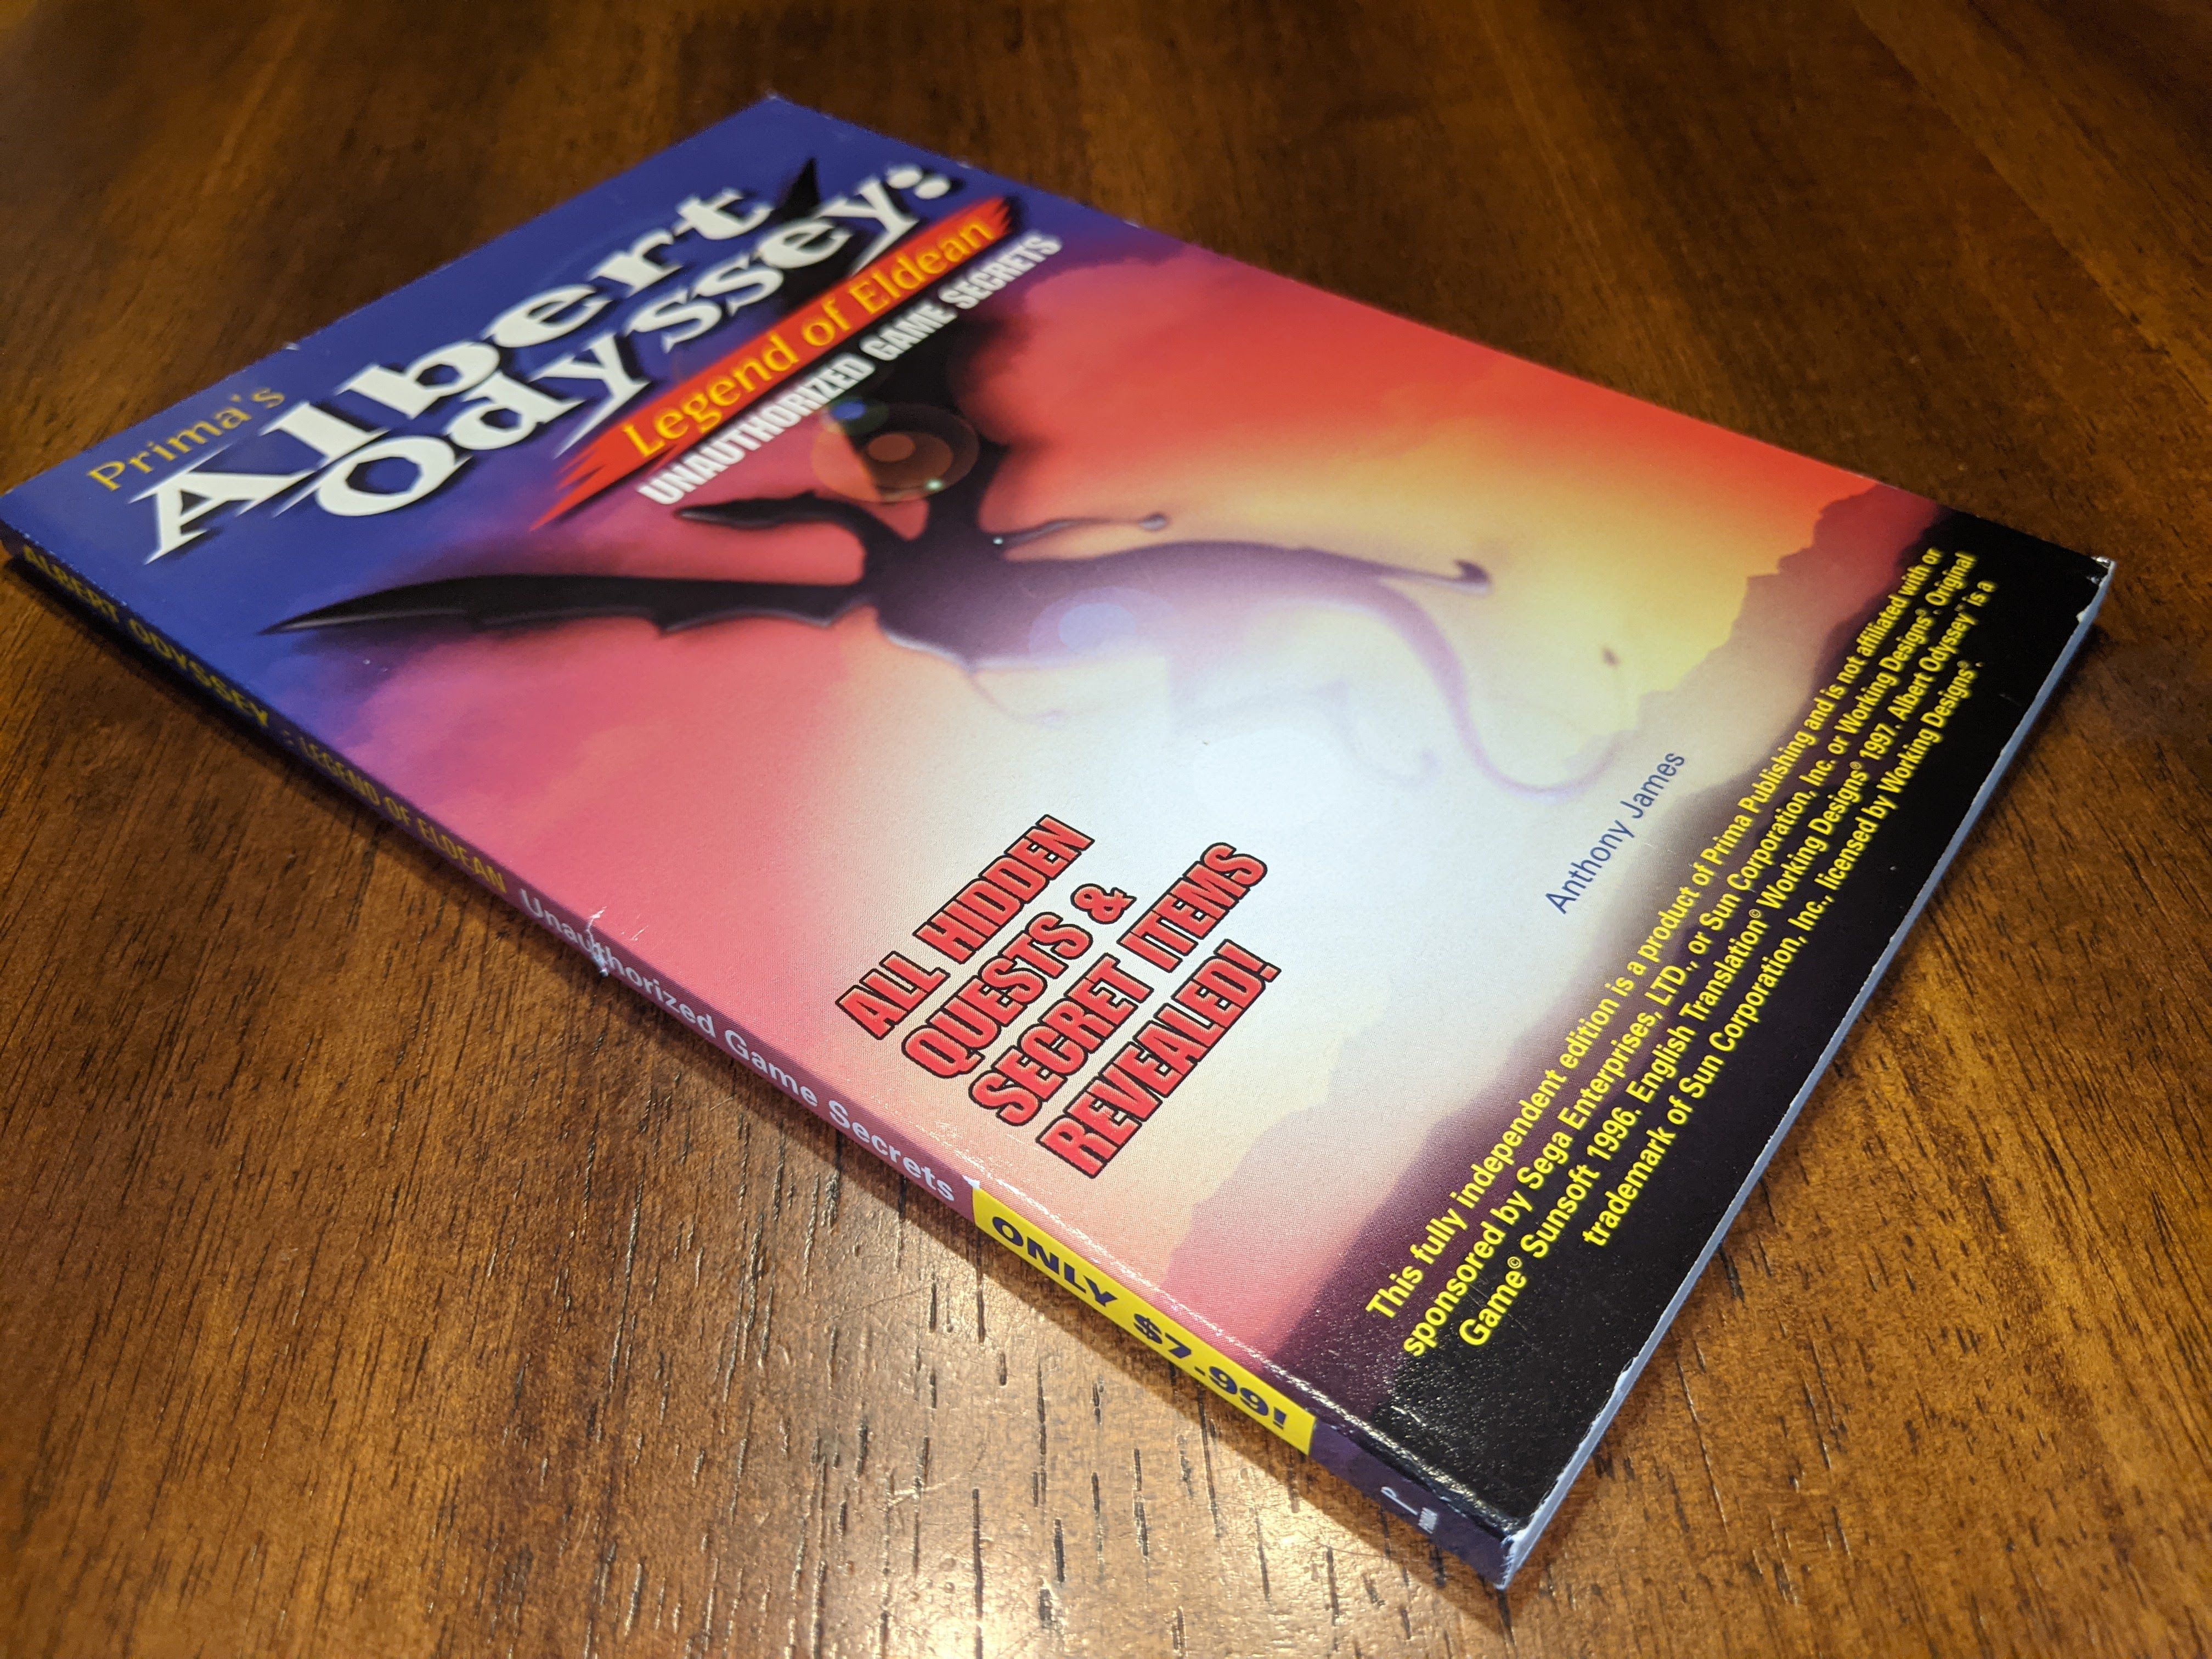 Prima's
Albert
Odyssey:
Legend of Eldean
UNAUTHORIZED GAME SECRETS
ALL HIDDEN
QUESTS &
SECRET ITEMS
REVEALED!
Anthony James
This fully independent edition is a product of Prima Publishing and is not affiliated with or
sponsored by Sega Enterprises, LTD., or Sun Corporation, Inc. or Working Designs®. Original
Game© Sunsoft 1996. English Translation© Working Designs® 1997. Albert Odyssey™ is a
trademark of Sun Corporation, Inc., licensed by Working Designs®.
ALBERT ODYSSEY: LEGEND OF ELDEAN Unauthorized Game Secrets
ONLY $7.99!
P
PRIMA